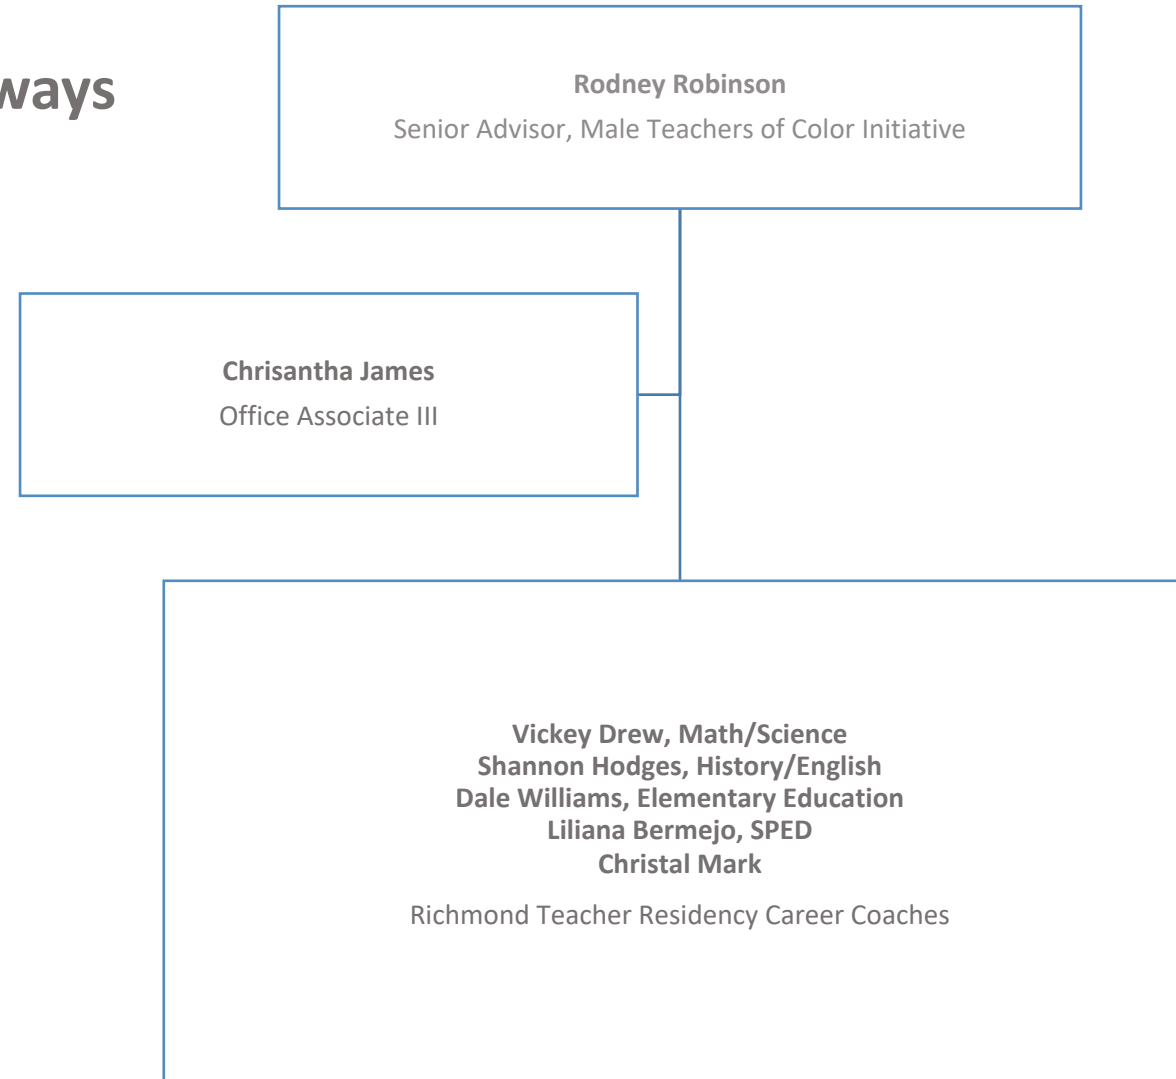 ways
Rodney Robinson
Senior Advisor, Male Teachers of Color Initiative
Chrisantha James
Office Associate III
Vickey Drew, Math/Science
Shannon Hodges, History/English
Dale Williams, Elementary Education
Liliana Bermejo, SPED
Christal Mark
Richmond Teacher Residency Career Coaches